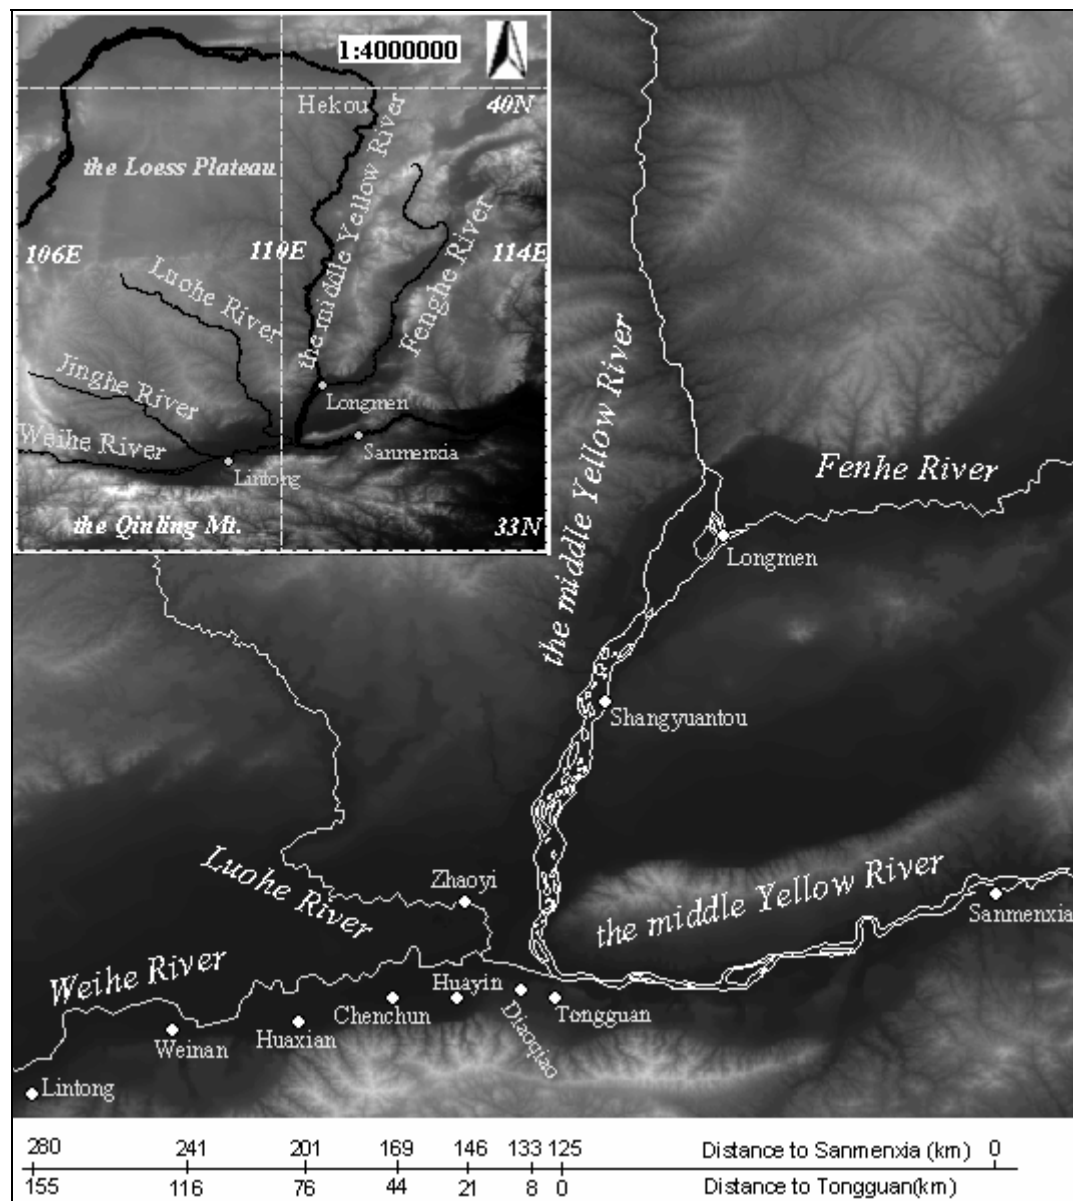 1:4000000
Hekou
40N
the Loess Plateau
the middle Yellow River
Fenghe River
106E
110E
114E
Luohe River
Jinghe River
Weihe River
Longmen
Sanmenxia
Lintong
the Qinling Mt.
33N
the middle Yellow River
Fenhe River
Longmen
Shangyuantou
Luohe River
Zhaoyi
the middle Yellow River
Sanmenxia
Weihe River
Huayin
Chenchun
Diaoqiao
Tongguan
Weinan
Huaxian
Lintong
280 241 201 169 146 133 125 Distance to Sanmenxia (km) 0
155 116 76 44 21 8 0 Distance to Tongguan(km)